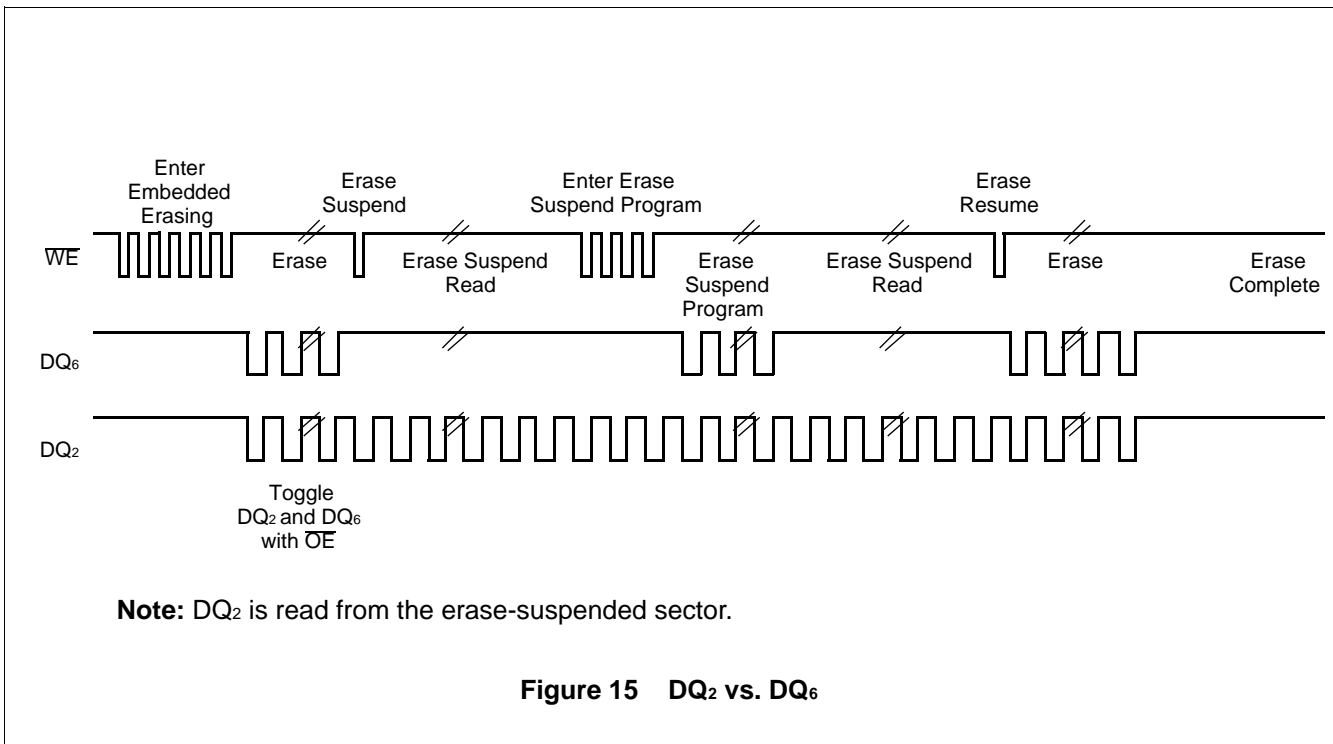 Enter
Embedded
Erasing
Erase
Suspend
Enter Erase
Suspend Program
Erase
Resume
WE
Erase
Erase Suspend
Read
Erase
Suspend
Program
Erase Suspend
Read
Erase
Erase
Complete
DQ6
DQ2
Toggle
DQ2 and DQ6
with OE
Note: DQ2 is read from the erase-suspended sector.
Figure 15 DQ2 vs. DQ6